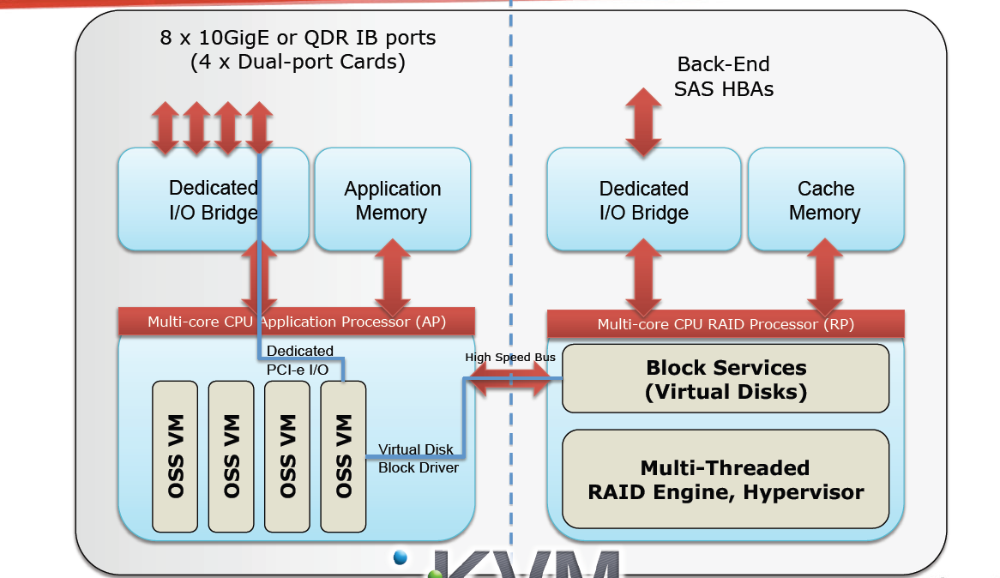 8 x 10GigE or QDR IB ports
(4 x Dual-port Cards)
Back-End
SAS HBAs
Dedicated
I/O Bridge
Application
Memory
Dedicated
I/O Bridge
Cache
Memory
Multi-core CPU Application Processor (AP)
Multi-core CPU RAID Processor (RP)
Dedicated
PCI-e I/O
High Speed Bus
Block Services
(Virtual Disks)
OSS VM
OSS VM
OSS VM
OSS VM
Virtual Disk
Block Driver
Multi-Threaded
RAID Engine, Hypervisor
KVM